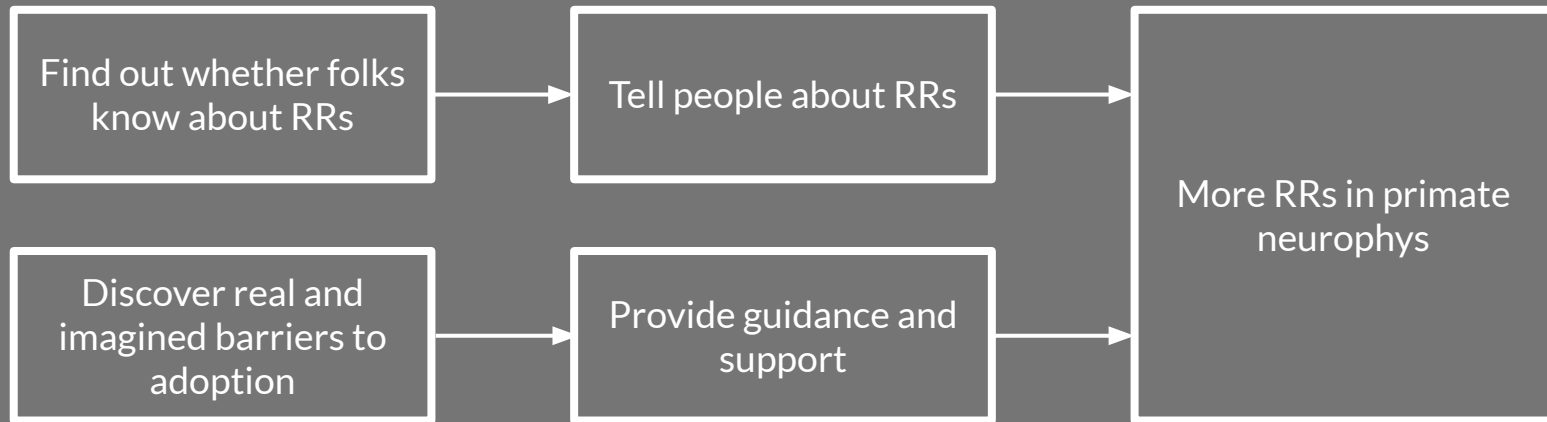 Find out whether folks
know about RRs
Tell people about RRs
More RRs in primate
neurophys
Discover real and
imagined barriers to
adoption
Provide guidance and
support